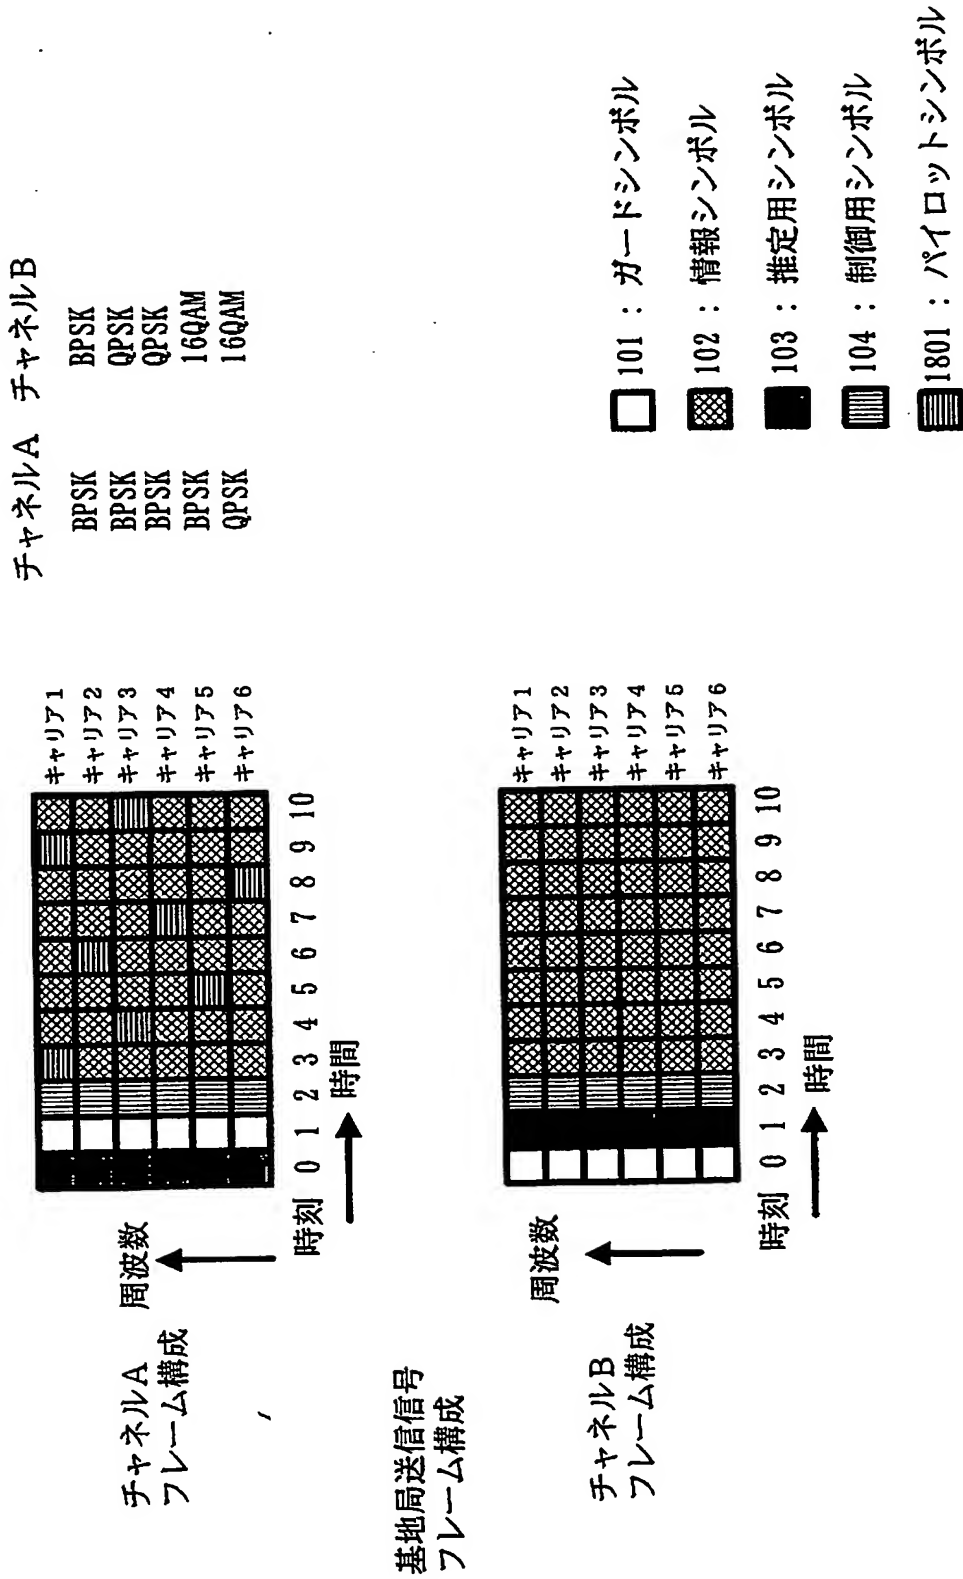 チャネルA チャネルB
BPSK BPSK
BPSK QPSK
BPSK QPSK
BPSK 16QAM
QPSK 16QAM
チャネルA
フレーム構成
周波数
キャリア1
キャリア2
キャリア3
キャリア4
キャリア5
キャリア6
時刻 0 1 2 3 4 5 6 7 8 9 10
時間
基地局送信信号
フレーム構成
チャネルB
フレーム構成
周波数
キャリア1
キャリア2
キャリア3
キャリア4
キャリア5
キャリア6
時刻 0 1 2 3 4 5 6 7 8 9 10
時間
101 : ガードシンボル
102 : 情報シンボル
103 : 推定用シンボル
104 : 制御用シンボル
1801 : パイロットシンボル